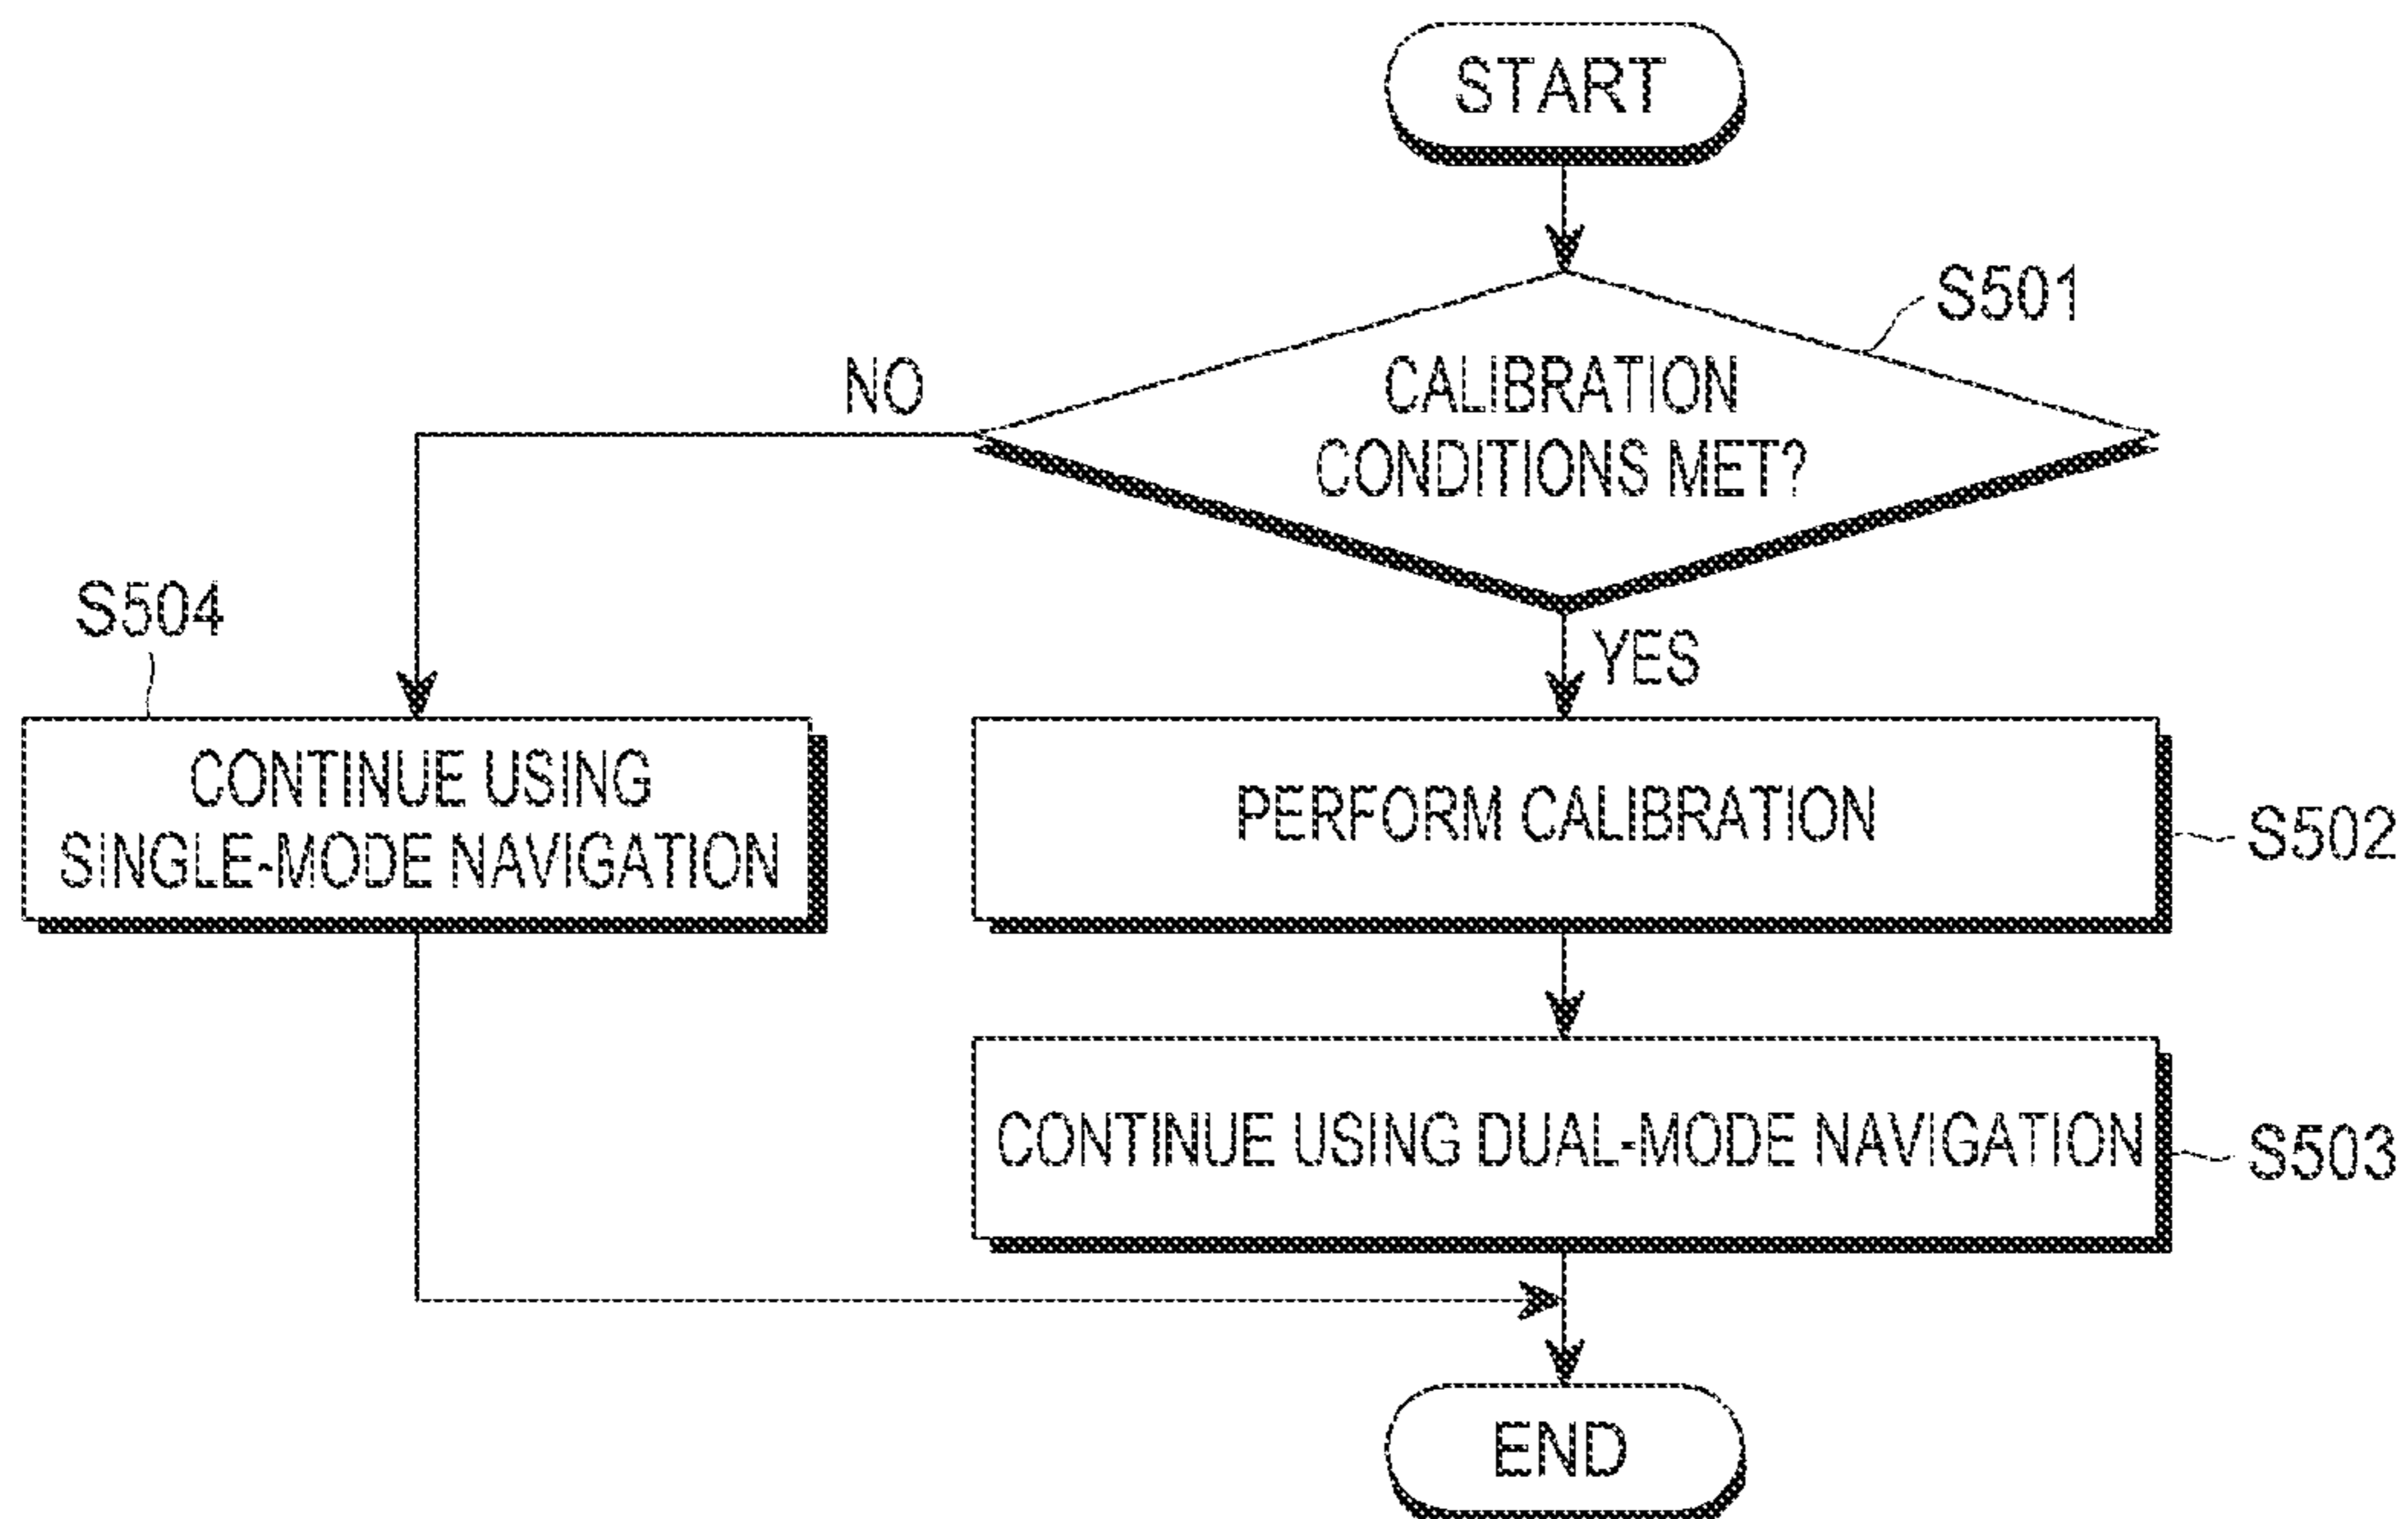 START
S501
NO
CALIBRATION
CONDITIONS MET?
S504
YES
CONTINUE USING
SINGLE-MODE NAVIGATION
PERFORM CALIBRATION
S502
CONTINUE USING DUAL-MODE NAVIGATION
S503
END